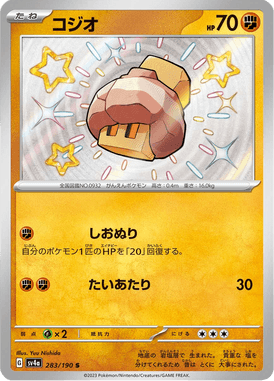 たね コジオ HP70
全国図鑑NO.0932 がんえんポケモン 高さ:0.4m 重さ:16.0kg
しおぬり
自分のポケモン1匹のHPを「20」回復する。
たいあたり 30
弱点 ×2 抵抗力 にげる
Illus. Yuu Nishida
G sv4a 283/190 S
©2023 Pokémon/Nintendo/Creatures/GAME FREAK.